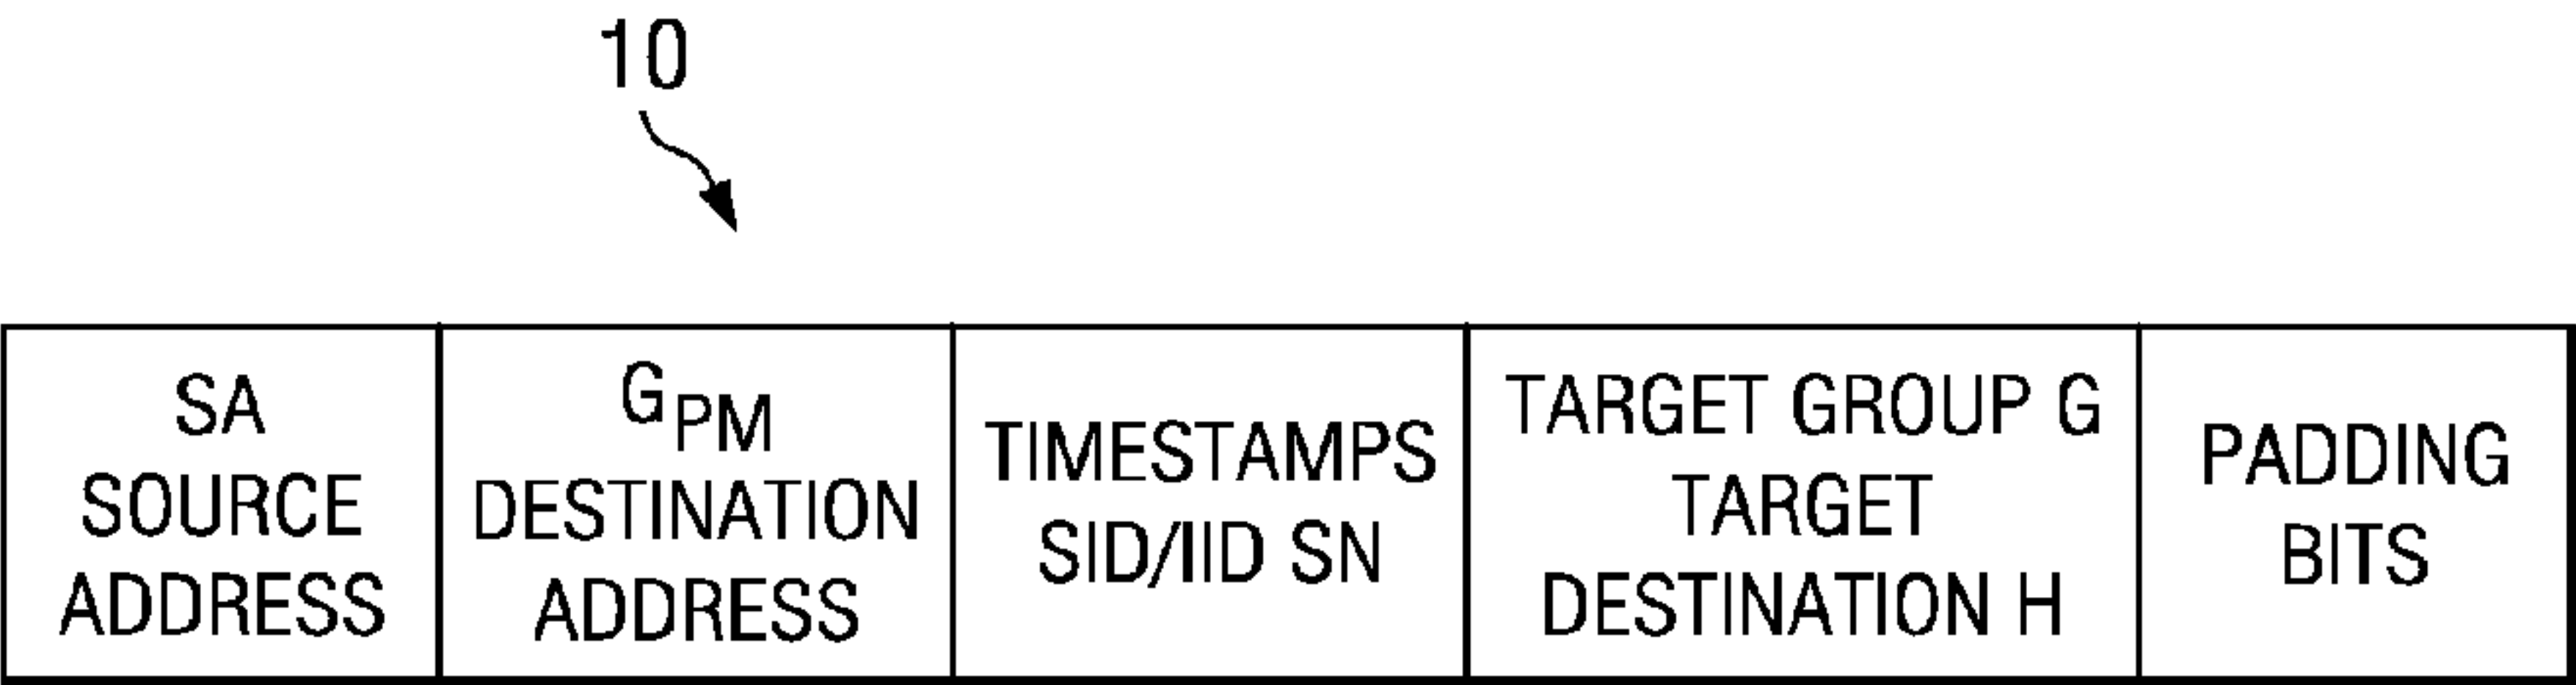 10
SA
SOURCE
ADDRESS
GPM
DESTINATION
ADDRESS
TIMESTAMPS
SID/IID SN
TARGET GROUP G
TARGET
DESTINATION H
PADDING
BITS